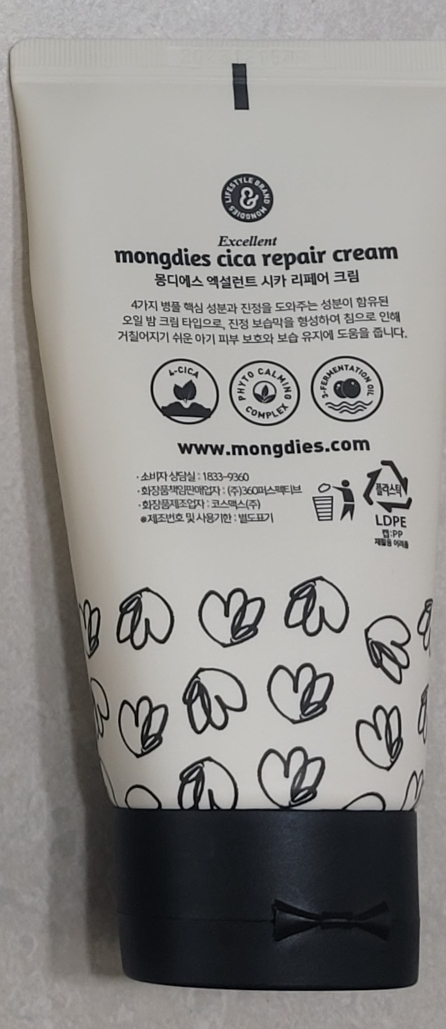 LIFESTYLE BRAND
&
MONGDIES
Excellent
mongdies cica repair cream
몽디에스 엑설런트 시카 리페어 크림
4가지 병풀 핵심 성분과 진정을 도와주는 성분이 함유된
오일 밤 크림 타입으로, 진정 보습막을 형성하여 침으로 인해
거칠어지기 쉬운 아기 피부 보호와 보습 유지에 도움을 줍니다.
4-CICA
PHYTO CALMING COMPLEX
3-FERMENTATION OIL
www.mongdies.com
·소비자 상담실 : 1833-9360
·화장품책임판매업자 : (주)360퍼스펙티브
·화장품제조업자 : 코스맥스(주)
※제조번호 및 사용기한 : 별도표기
플라스틱
LDPE
캡:PP
재활용 어려움